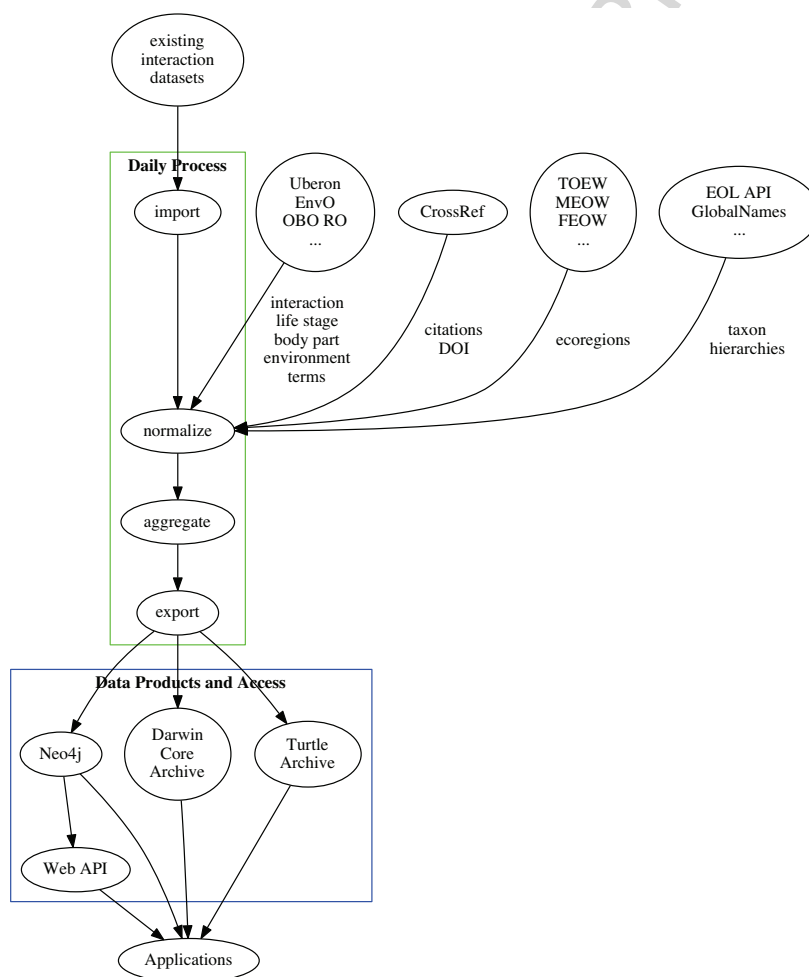 existing
interaction
datasets
Daily Process
import
Uberon
EnvO
OBO RO
...
CrossRef
TOEW
MEOW
FEOW
...
EOL API
GlobalNames
...
interaction
life stage
body part
environment
terms
citations
DOI
ecoregions
taxon
hierarchies
normalize
aggregate
export
Data Products and Access
Neo4j
Darwin
Core
Archive
Turtle
Archive
Web API
Applications